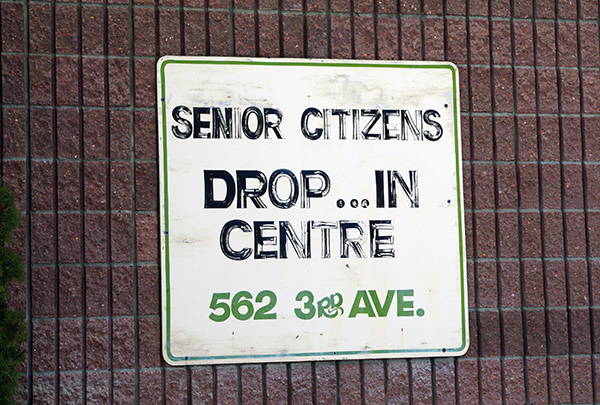 SENIOR CITIZENS
DROP...IN
CENTRE
562 3RD AVE.